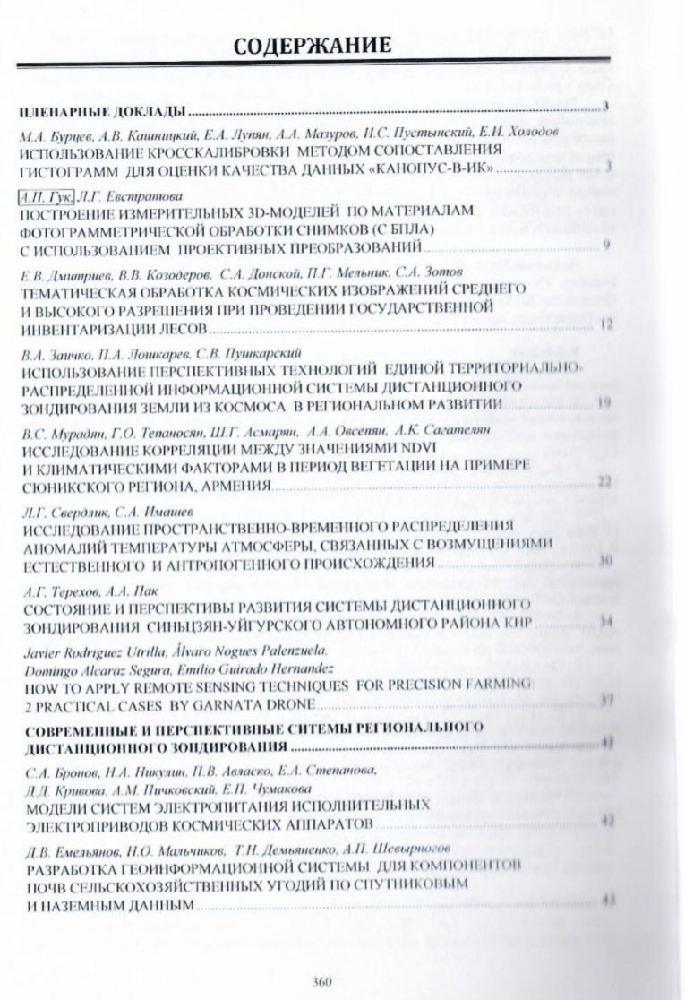 СОДЕРЖАНИЕ
ПЛЕНАРНЫЕ ДОКЛАДЫ 3
М.А. Бурцев, А.В. Кашницкий, Е.А. Лупян, А.А. Мазуров, И.С. Пустынский, Е.И. Холодов
ИСПОЛЬЗОВАНИЕ КРОССКАЛИБРОВКИ МЕТОДОМ СОПОСТАВЛЕНИЯ
ГИСТОГРАММ ДЛЯ ОЦЕНКИ КАЧЕСТВА ДАННЫХ «КАНОПУС-В-ИК» 3
А.П. Гук, Л.Г. Евстратова
ПОСТРОЕНИЕ ИЗМЕРИТЕЛЬНЫХ 3D-МОДЕЛЕЙ ПО МАТЕРИАЛАМ
ФОТОГРАММЕТРИЧЕСКОЙ ОБРАБОТКИ СНИМКОВ (С БПЛА)
С ИСПОЛЬЗОВАНИЕМ ПРОЕКТИВНЫХ ПРЕОБРАЗОВАНИЙ 9
Е.В. Дмитриев, В.В. Козодеров, С.А. Донской, П.Г. Мельник, С.А. Зотов
ТЕМАТИЧЕСКАЯ ОБРАБОТКА КОСМИЧЕСКИХ ИЗОБРАЖЕНИЙ СРЕДНЕГО
И ВЫСОКОГО РАЗРЕШЕНИЯ ПРИ ПРОВЕДЕНИИ ГОСУДАРСТВЕННОЙ
ИНВЕНТАРИЗАЦИИ ЛЕСОВ 12
В.А. Заичко, П.А. Лошкарев, С.В. Пушкарский
ИСПОЛЬЗОВАНИЕ ПЕРСПЕКТИВНЫХ ТЕХНОЛОГИЙ ЕДИНОЙ ТЕРРИТОРИАЛЬНО-
РАСПРЕДЕЛЕННОЙ ИНФОРМАЦИОННОЙ СИСТЕМЫ ДИСТАНЦИОННОГО
ЗОНДИРОВАНИЯ ЗЕМЛИ ИЗ КОСМОСА В РЕГИОНАЛЬНОМ РАЗВИТИИ 19
В.С. Мурадян, Г.О. Тепаносян, Ш.Г. Асмарян, А.А. Овсепян, А.К. Сагателян
ИССЛЕДОВАНИЕ КОРРЕЛЯЦИИ МЕЖДУ ЗНАЧЕНИЯМИ NDVI
И КЛИМАТИЧЕСКИМИ ФАКТОРАМИ В ПЕРИОД ВЕГЕТАЦИИ НА ПРИМЕРЕ
СЮНИКСКОГО РЕГИОНА, АРМЕНИЯ 22
Л.Г. Свердлик, С.А. Имашев
ИССЛЕДОВАНИЕ ПРОСТРАНСТВЕННО-ВРЕМЕННОГО РАСПРЕДЕЛЕНИЯ
АНОМАЛИЙ ТЕМПЕРАТУРЫ АТМОСФЕРЫ, СВЯЗАННЫХ С ВОЗМУЩЕНИЯМИ
ЕСТЕСТВЕННОГО И АНТРОПОГЕННОГО ПРОИСХОЖДЕНИЯ 30
А.Г. Терехов, А.А. Пак
СОСТОЯНИЕ И ПЕРСПЕКТИВЫ РАЗВИТИЯ СИСТЕМЫ ДИСТАНЦИОННОГО
ЗОНДИРОВАНИЯ СИНЬЦЗЯН-УЙГУРСКОГО АВТОНОМНОГО РАЙОНА КНР 34
Javier Rodriguez Utrilla, Álvaro Nogues Palenzuela,
Domingo Alcaraz Segura, Emilio Guirado Hernandez
HOW TO APPLY REMOTE SENSING TECHNIQUES FOR PRECISION FARMING:
2 PRACTICAL CASES BY GARNATA DRONE 37
СОВРЕМЕННЫЕ И ПЕРСПЕКТИВНЫЕ СИТЕМЫ РЕГИОНАЛЬНОГО
ДИСТАНЦИОННОГО ЗОНДИРОВАНИЯ
С.А. Бронов, Н.А. Никулин, П.В. Авласко, Е.А. Степанова,
Д.Д. Кривова, А.М. Пичковский, Е.П. Чумакова
МОДЕЛИ СИСТЕМ ЭЛЕКТРОПИТАНИЯ ИСПОЛНИТЕЛЬНЫХ
ЭЛЕКТРОПРИВОДОВ КОСМИЧЕСКИХ АППАРАТОВ 42
Д.В. Емельянов, Н.О. Мальчиков, Т.И. Демьяненко, А.П. Шевырногов
РАЗРАБОТКА ГЕОИНФОРМАЦИОННОЙ СИСТЕМЫ ДЛЯ КОМПОНЕНТОВ
ПОЧВ СЕЛЬСКОХОЗЯЙСТВЕННЫХ УГОДИЙ ПО СПУТНИКОВЫМ
И НАЗЕМНЫМ ДАННЫМ
360